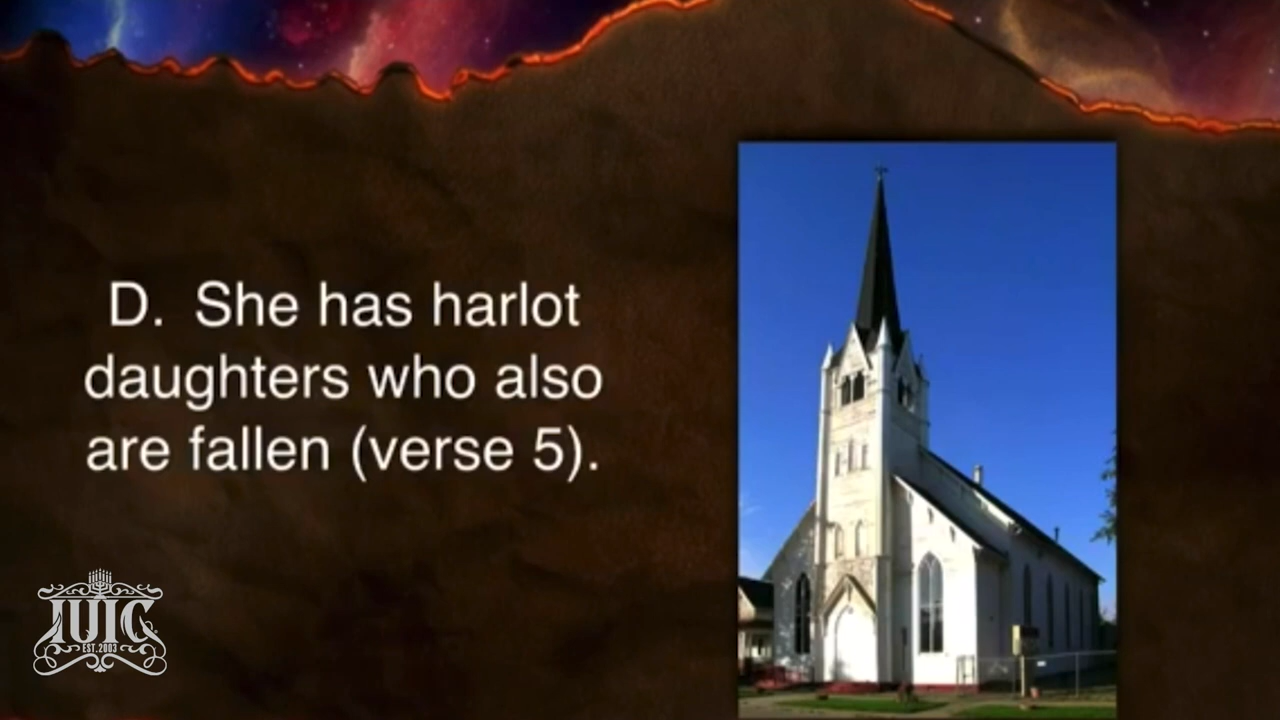 D. She has harlot
daughters who also
are fallen (verse 5).
IUIC
EST. 2003